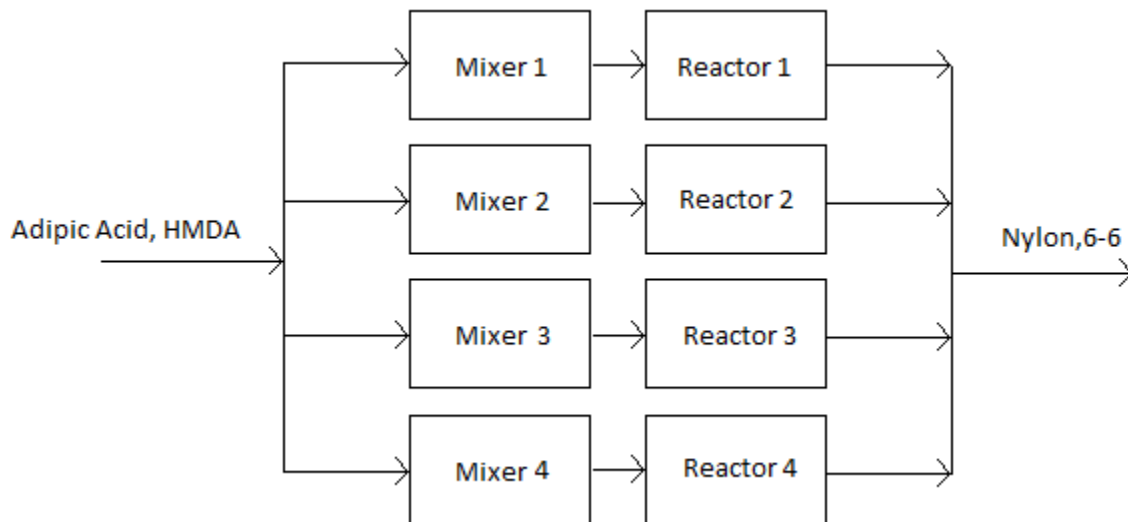 Mixer 1
Reactor 1
Mixer 2
Reactor 2
Adipic Acid, HMDA
Nylon,6-6
Mixer 3
Reactor 3
Mixer 4
Reactor 4